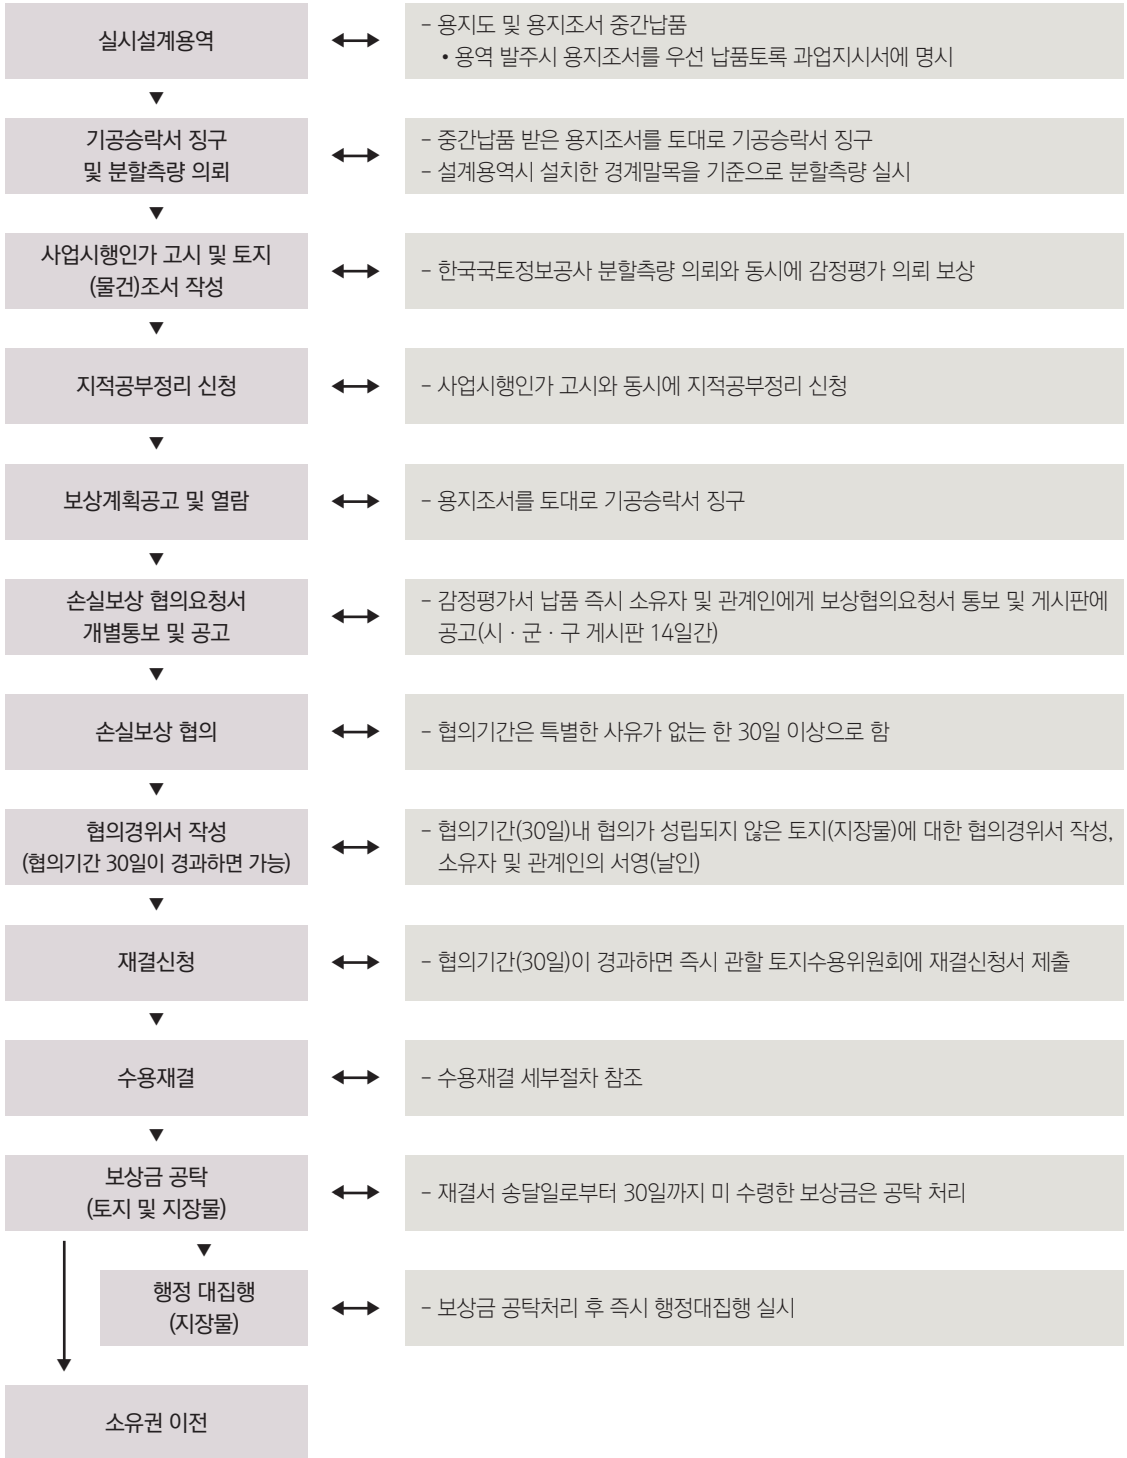 실시설계용역
- 용지도 및 용지조서 중간납품
• 용역 발주시 용지조서를 우선 납품토록 과업지시서에 명시
기공승락서 징구
및 분할측량 의뢰
- 중간납품 받은 용지조서를 토대로 기공승락서 징구
- 설계용역시 설치한 경계말목을 기준으로 분할측량 실시
사업시행인가 고시 및 토지
(물건)조서 작성
- 한국국토정보공사 분할측량 의뢰와 동시에 감정평가 의뢰 보상
지적공부정리 신청
- 사업시행인가 고시와 동시에 지적공부정리 신청
보상계획공고 및 열람
- 용지조서를 토대로 기공승락서 징구
손실보상 협의요청서
개별통보 및 공고
- 감정평가서 납품 즉시 소유자 및 관계인에게 보상협의요청서 통보 및 게시판에
공고(시 · 군 · 구 게시판 14일간)
손실보상 협의
- 협의기간은 특별한 사유가 없는 한 30일 이상으로 함
협의경위서 작성
(협의기간 30일이 경과하면 가능)
- 협의기간(30일)내 협의가 성립되지 않은 토지(지장물)에 대한 협의경위서 작성,
소유자 및 관계인의 서영(날인)
재결신청
- 협의기간(30일)이 경과하면 즉시 관할 토지수용위원회에 재결신청서 제출
수용재결
- 수용재결 세부절차 참조
보상금 공탁
(토지 및 지장물)
- 재결서 송달일로부터 30일까지 미 수령한 보상금은 공탁 처리
행정 대집행
(지장물)
- 보상금 공탁처리 후 즉시 행정대집행 실시
소유권 이전